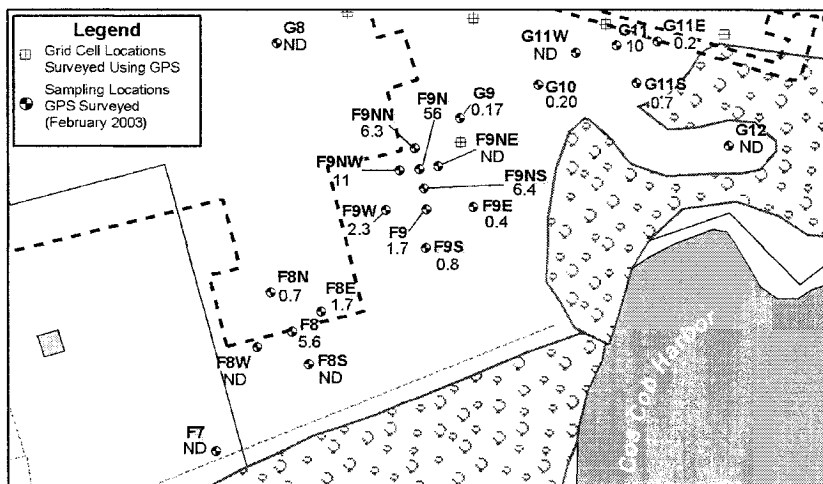 Legend
Grid Cell Locations
Surveyed Using GPS
Sampling Locations
GPS Surveyed
(February 2003)
G8
ND
G11W
ND
G11
10
G11E
0.2
G10
0.20
G11S
0.7
G12
ND
G9
0.17
F9N
56
F9NN
6.3
F9NE
ND
F9NW
11
F9NS
6.4
F9W
2.3
F9
1.7
F9E
0.4
F9S
0.8
F8N
0.7
F8E
1.7
F8
5.6
F8W
ND
F8S
ND
F7
ND
Cos Cob Harbor